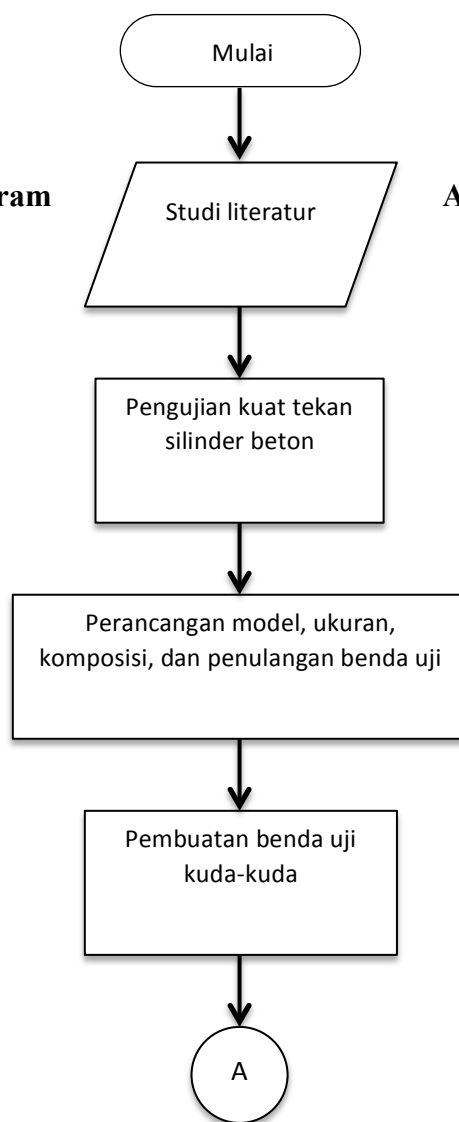 Mulai
ram
A
Studi literatur
Pengujian kuat tekan
silinder beton
Perancangan model, ukuran,
komposisi, dan penulangan benda uji
Pembuatan benda uji
kuda-kuda
A